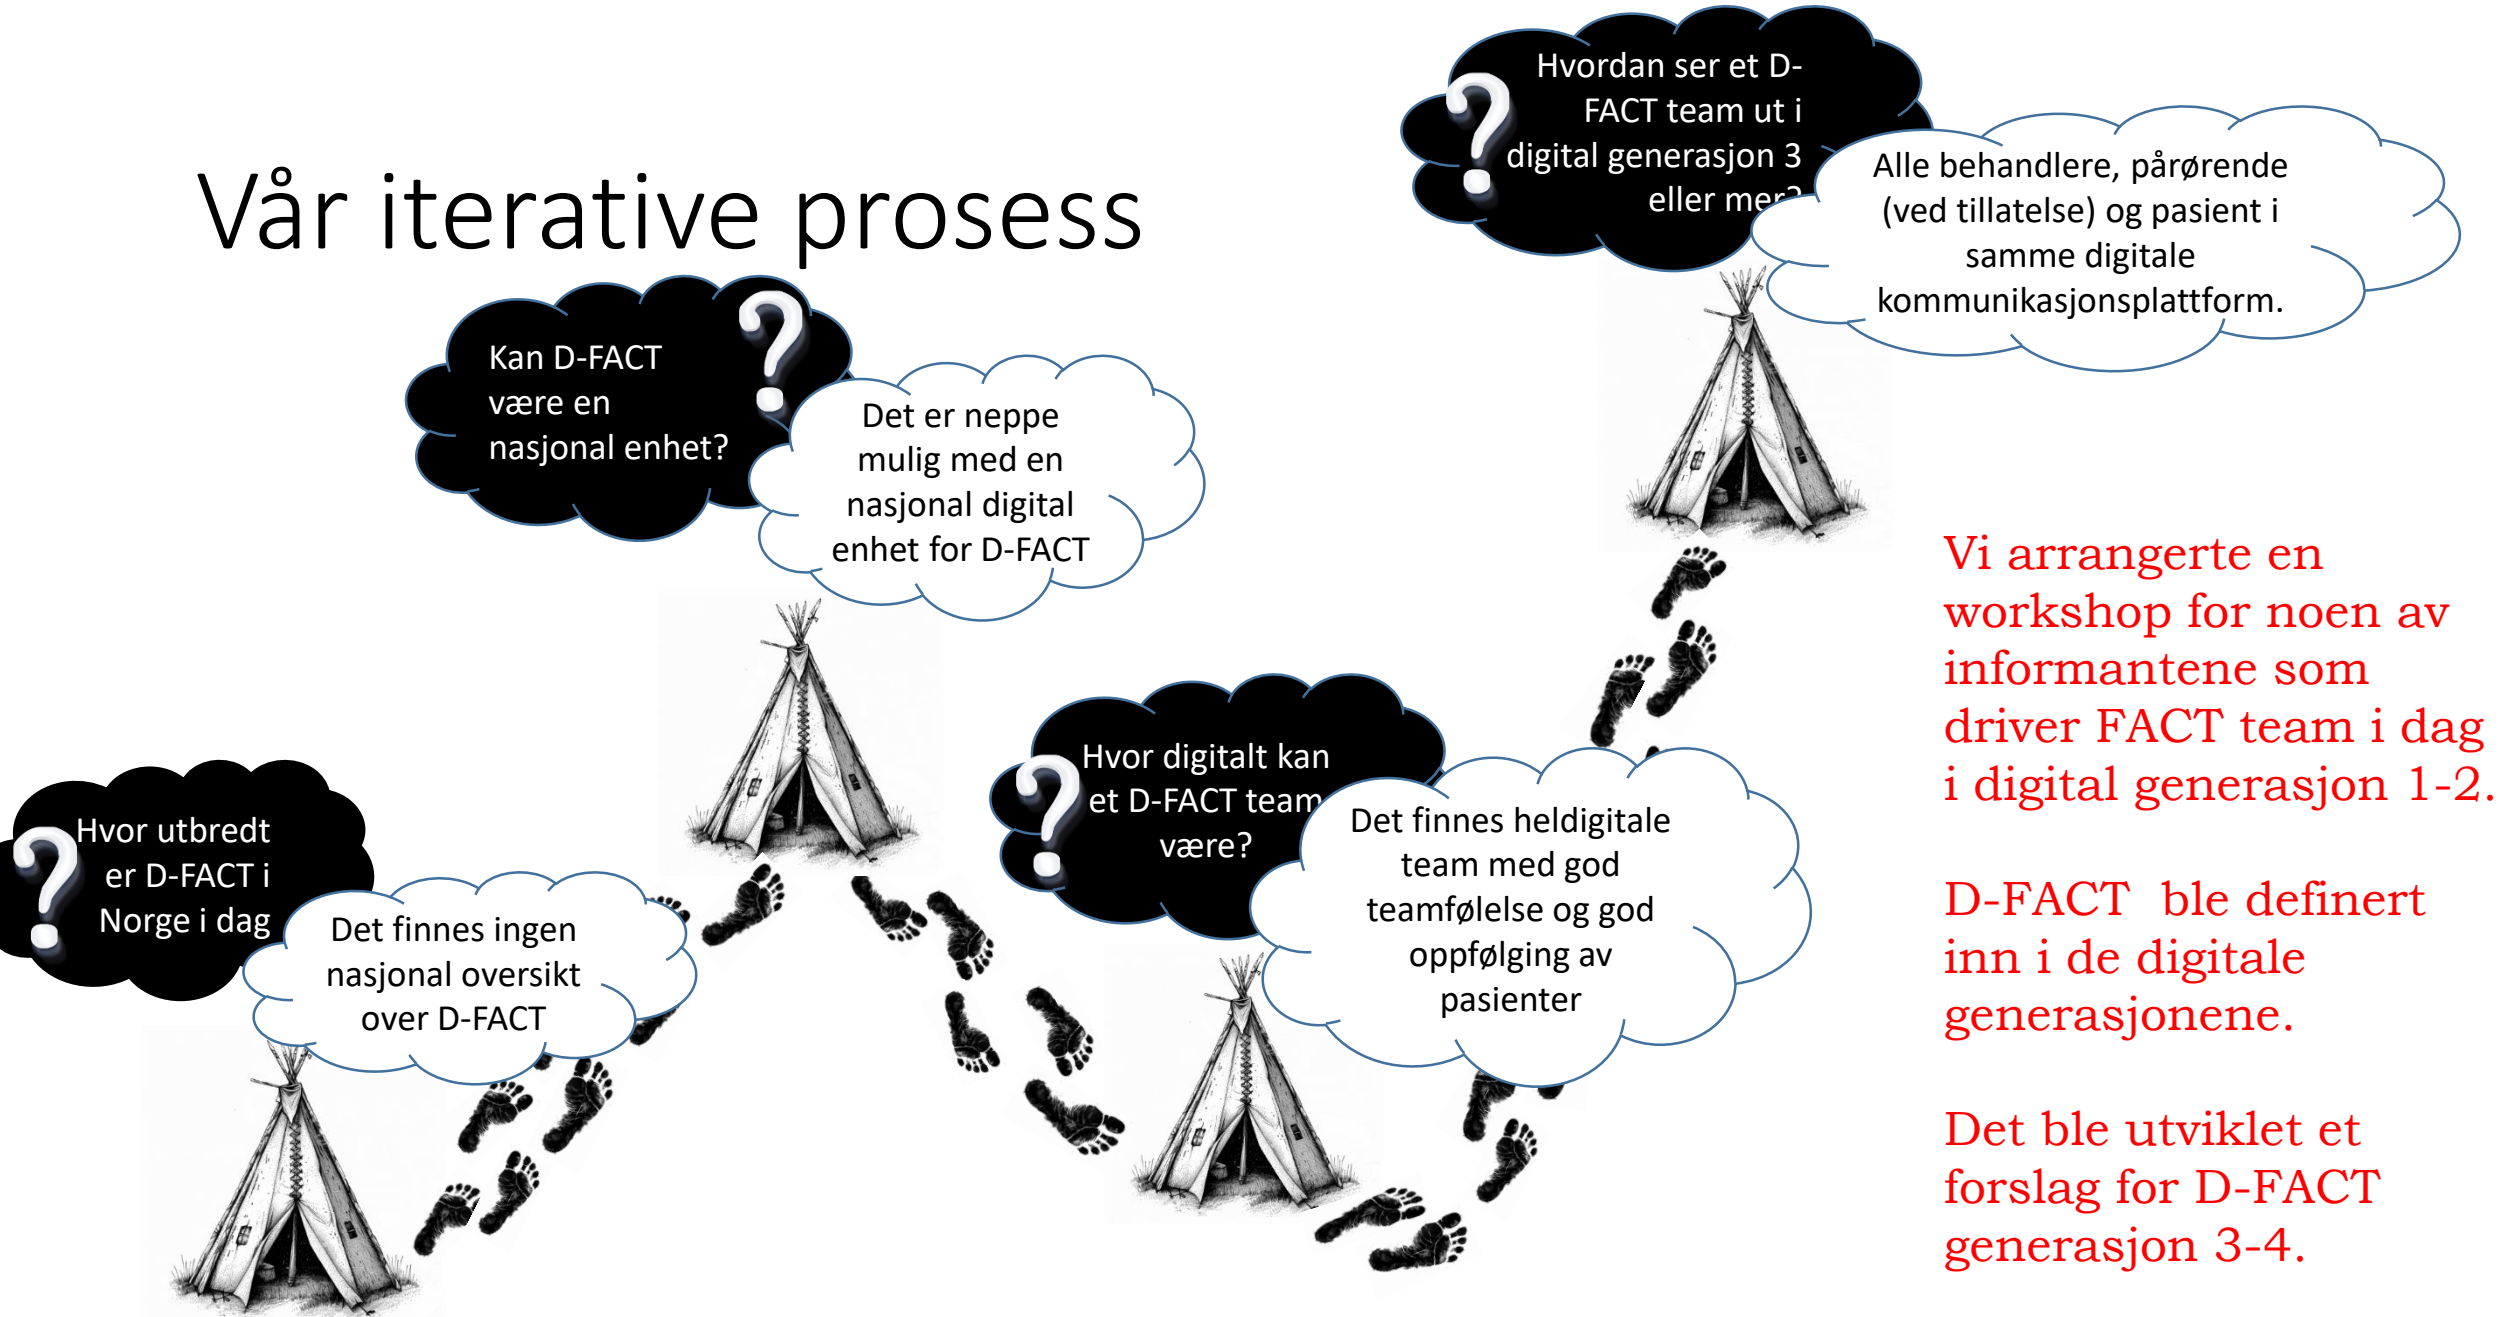 Vår iterative prosess
Hvor utbredt
er D-FACT i
Norge i dag
?
Det finnes ingen
nasjonal oversikt
over D-FACT
Kan D-FACT
være en
nasjonal enhet?
?
Det er neppe
mulig med en
nasjonal digital
enhet for D-FACT
Hvor digitalt kan
et D-FACT team
være?
?
Det finnes heldigitale
team med god
teamfølelse og god
oppfølging av
pasienter
Hvordan ser et D-
FACT team ut i
digital generasjon 3
eller mer?
?
Alle behandlere, pårørende
(ved tillatelse) og pasient i
samme digitale
kommunikasjonsplattform.
Vi arrangerte en
workshop for noen av
informantene som
driver FACT team i dag
i digital generasjon 1-2.
D-FACT ble definert
inn i de digitale
generasjonene.
Det ble utviklet et
forslag for D-FACT
generasjon 3-4.